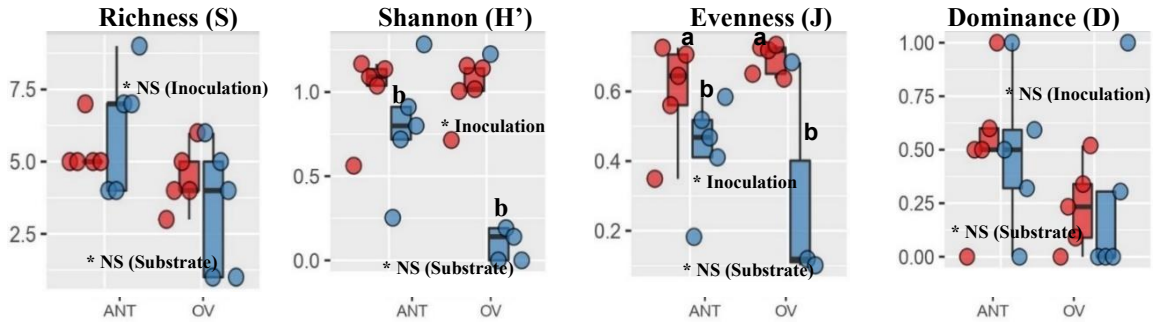 Richness (S)
7.5
5.0
2.5
* NS (Inoculation)
* NS (Substrate)
ANT
OV
Shannon (H’)
1.0
0.5
0.0
b
* Inoculation
b
* NS (Substrate)
ANT
OV
Evenness (J)
0.6
0.4
0.2
a
a
b
b
* Inoculation
* NS (Substrate)
ANT
OV
Dominance (D)
1.00
0.75
0.50
0.25
0.00
* NS (Inoculation)
* NS (Substrate)
ANT
OV